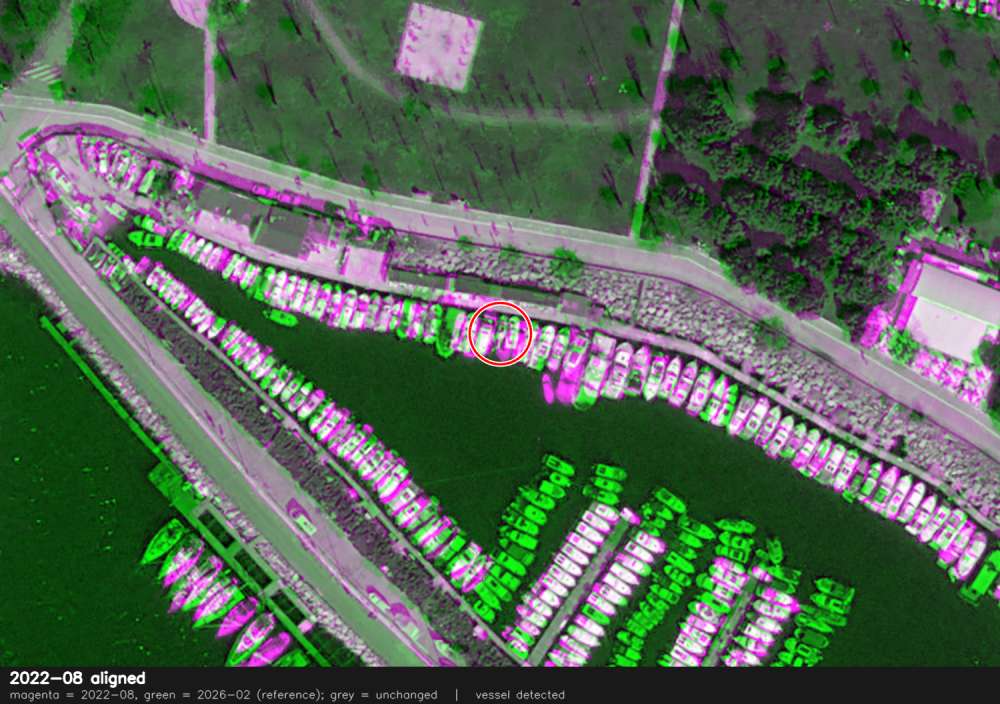 2022-08 aligned
magenta = 2022-08, green = 2026-02 (reference); grey = unchanged | vessel detected